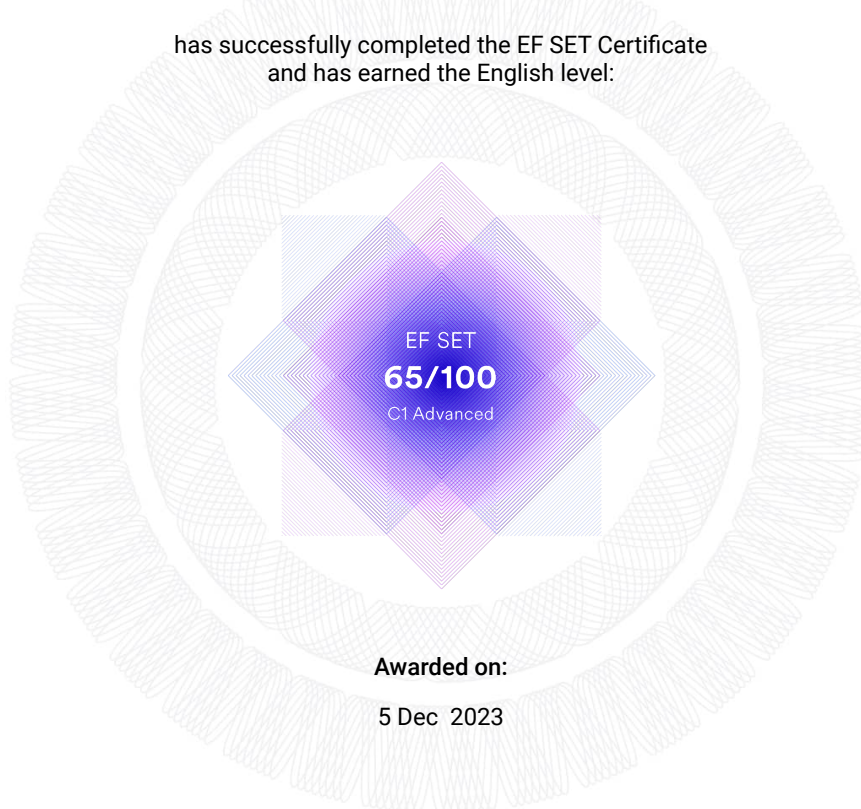 has successfully completed the EF SET Certificate
and has earned the English level:
EF SET
65/100
C1 Advanced
Awarded on:
5 Dec 2023